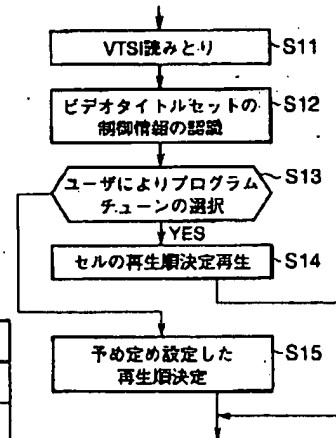 VTSI読みとり
S11
ビデオタイトルセットの
制御情報の認識
S12
ユーザによりプログラム
チューンの選択
S13
YES
セルの再生順決定再生
S14
予め定め設定した
再生順決定
S15